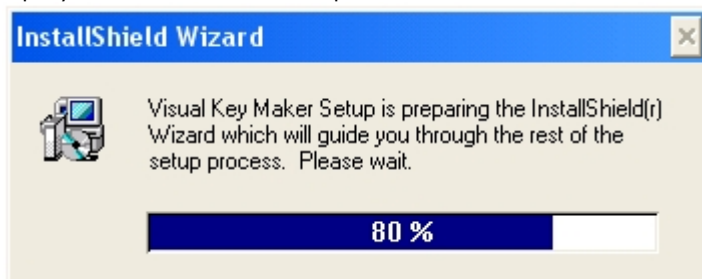 InstallShield Wizard
Visual Key Maker Setup is preparing the InstallShield(r)
Wizard which will guide you through the rest of the
setup process.  Please wait.
80 %